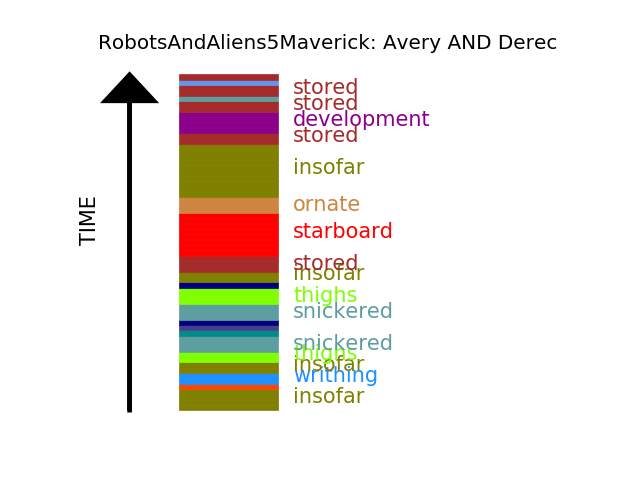 RobotsAndAliens5Maverick: Avery AND Derec
TIME
stored
stored
development
stored
insofar
ornate
starboard
stored
insofar
thighs
snickered
snickered
thighs
insofar
writhing
insofar